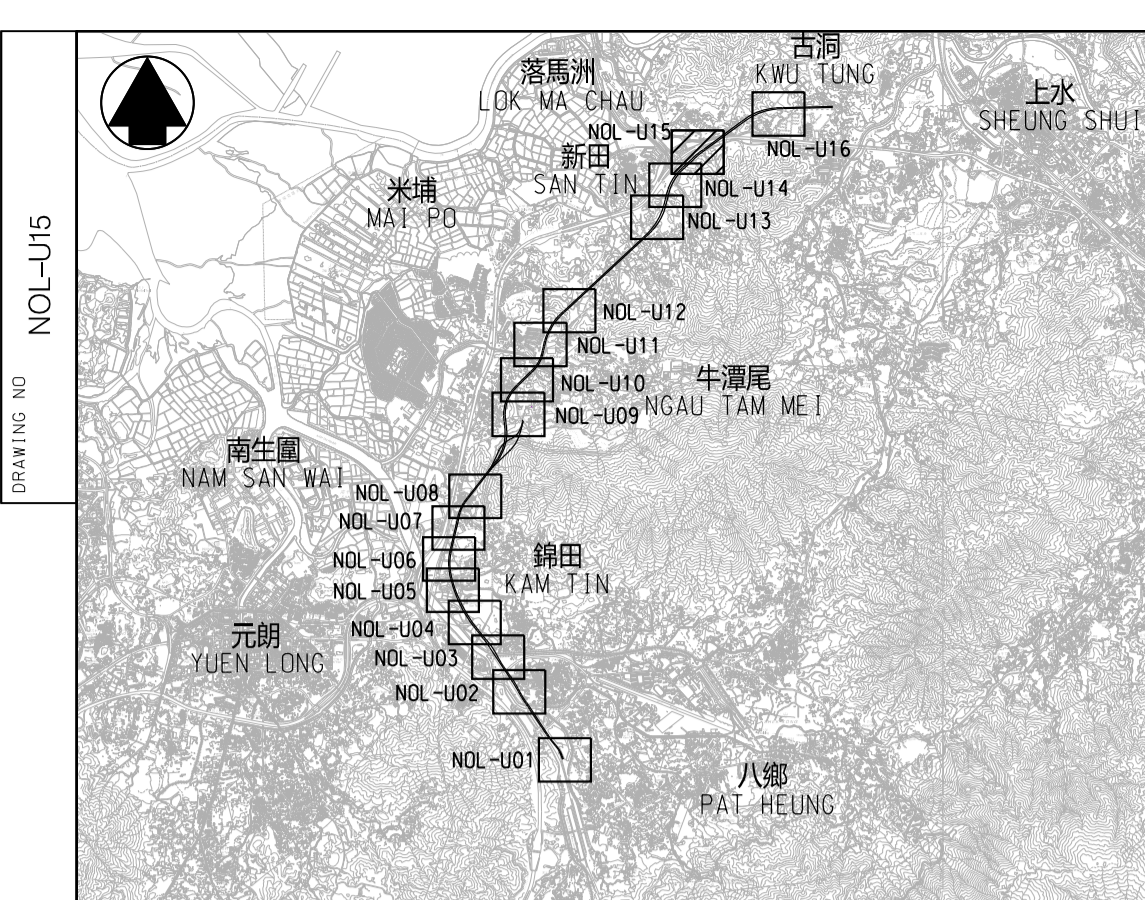 古洞
KWU TUNG
落馬洲
LOK MA CHAU
上水
SHEUNG SHUI
NOL-U15
NOL-U16
新田
SAN TIN
NOL-U14
米埔
MAI PO
NOL-U13
NOL-U12
NOL-U11
NOL-U10
牛潭尾
NGAU TAM MEI
NOL-U09
南生圍
NAM SAN WAI
NOL-U08
NOL-U07
NOL-U06
錦田
KAM TIN
NOL-U05
NOL-U04
元朗
YUEN LONG
NOL-U03
NOL-U02
NOL-U01
八鄉
PAT HEUNG
DRAWING NO
NOL-U15